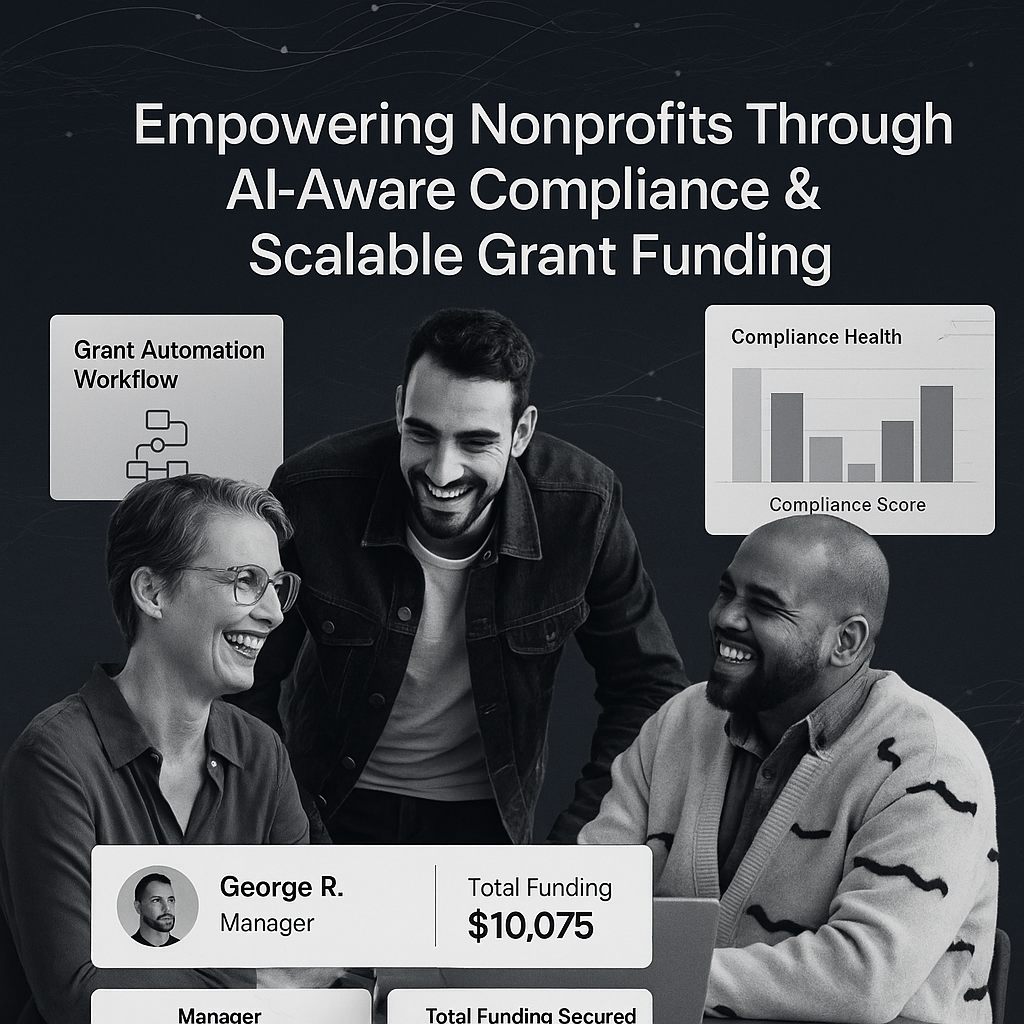 Empowering Nonprofits Through
AI-Aware Compliance &
Scalable Grant Funding
Grant Automation
Workflow
Compliance Health
Compliance Score
George R.
Manager
Total Funding
$10,075
Manager
Total Funding Secured